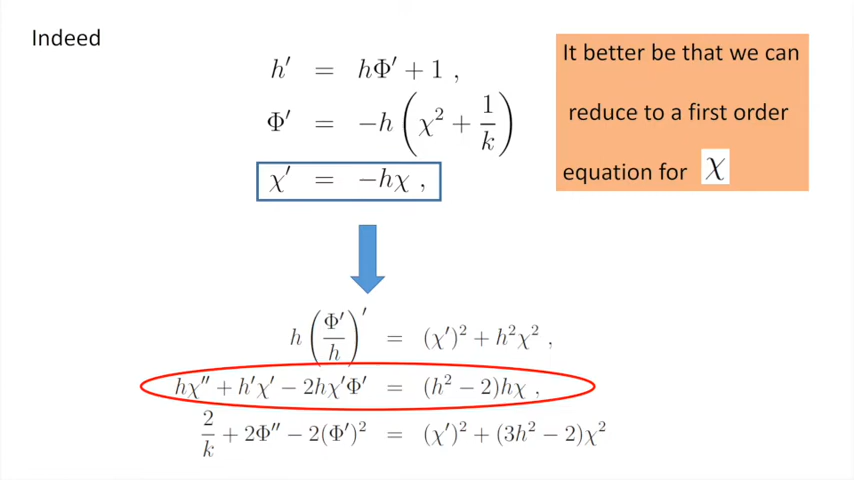 Indeed
h′ = hΦ′ + 1 ,
Φ′ = −h(χ² + 1/k)
χ′ = −hχ ,
It better be that we can
reduce to a first order
equation for χ
h(Φ′/h)′ = (χ′)² + h²χ² ,
hχ″ + h′χ′ − 2hχ′Φ′ = (h² − 2)hχ ,
2/k + 2Φ″ − 2(Φ′)² = (χ′)² + (3h² − 2)χ²